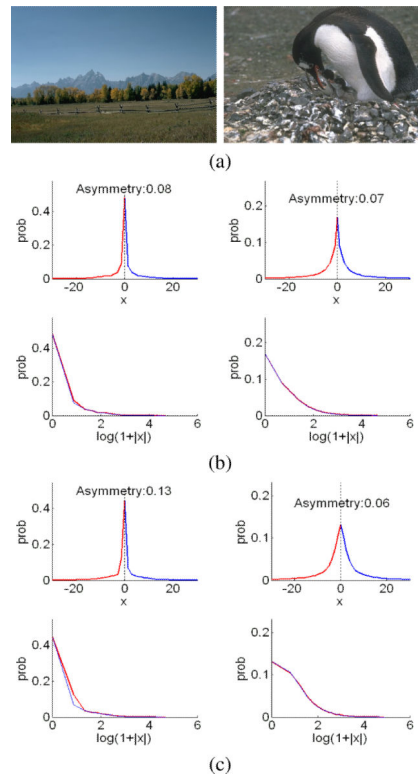 (a)
Asymmetry:0.08
0.4
0.2
0
prob
-20 0 20
x
Asymmetry:0.07
0.2
0.1
0
prob
-20 0 20
x
0.4
0.2
0
prob
0 2 4 6
log(1+|x|)
0.2
0.1
0
prob
0 2 4 6
log(1+|x|)
(b)
Asymmetry:0.13
0.4
0.2
0
prob
-20 0 20
x
Asymmetry:0.06
0.2
0.1
0
prob
-20 0 20
x
0.4
0.2
0
prob
0 2 4 6
log(1+|x|)
0.2
0.1
0
prob
0 2 4 6
log(1+|x|)
(c)